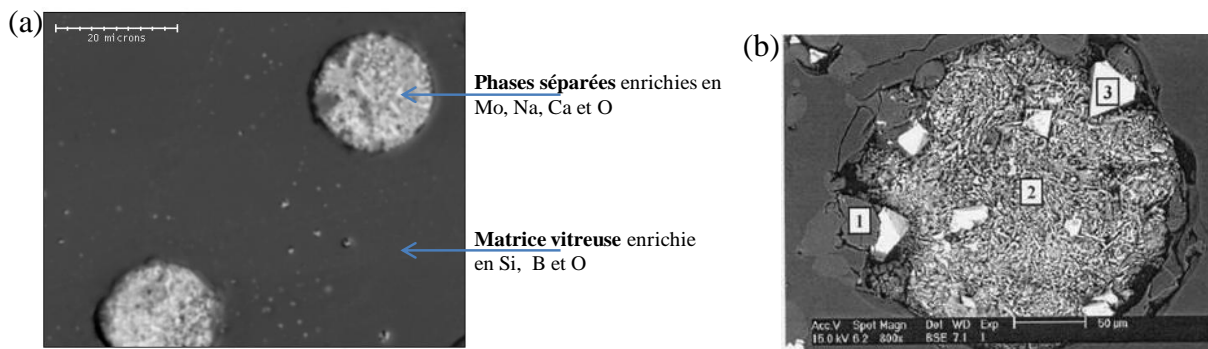 (a)
20 microns
Phases séparées enrichies en
Mo, Na, Ca et O
Matrice vitreuse enrichie
en Si, B et O
(b)
3
2
1
Acc.V Spot Magn Det WD Exp
15.0 kV 6.2 800x BSE 7.1 1
50 µm